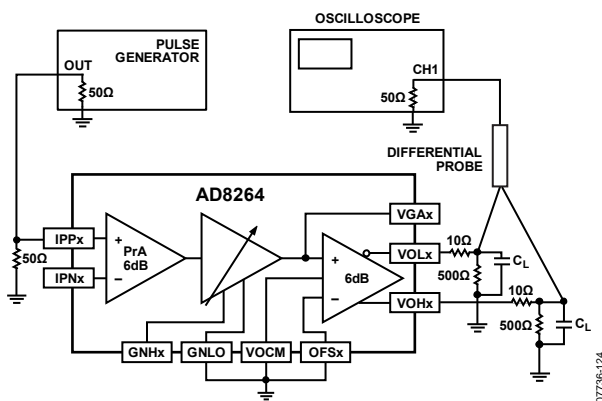 OSCILLOSCOPE
PULSE
GENERATOR
OUT
50Ω
CH1
50Ω
DIFFERENTIAL
PROBE
AD8264
VGAx
IPPx
+
PrA
6dB
–
IPNx
50Ω
+
6dB
–
VOLx
10Ω
500Ω
CL
VOHx
10Ω
500Ω
CL
GNHx
GNLO
VOCM
OFSx
07736-124